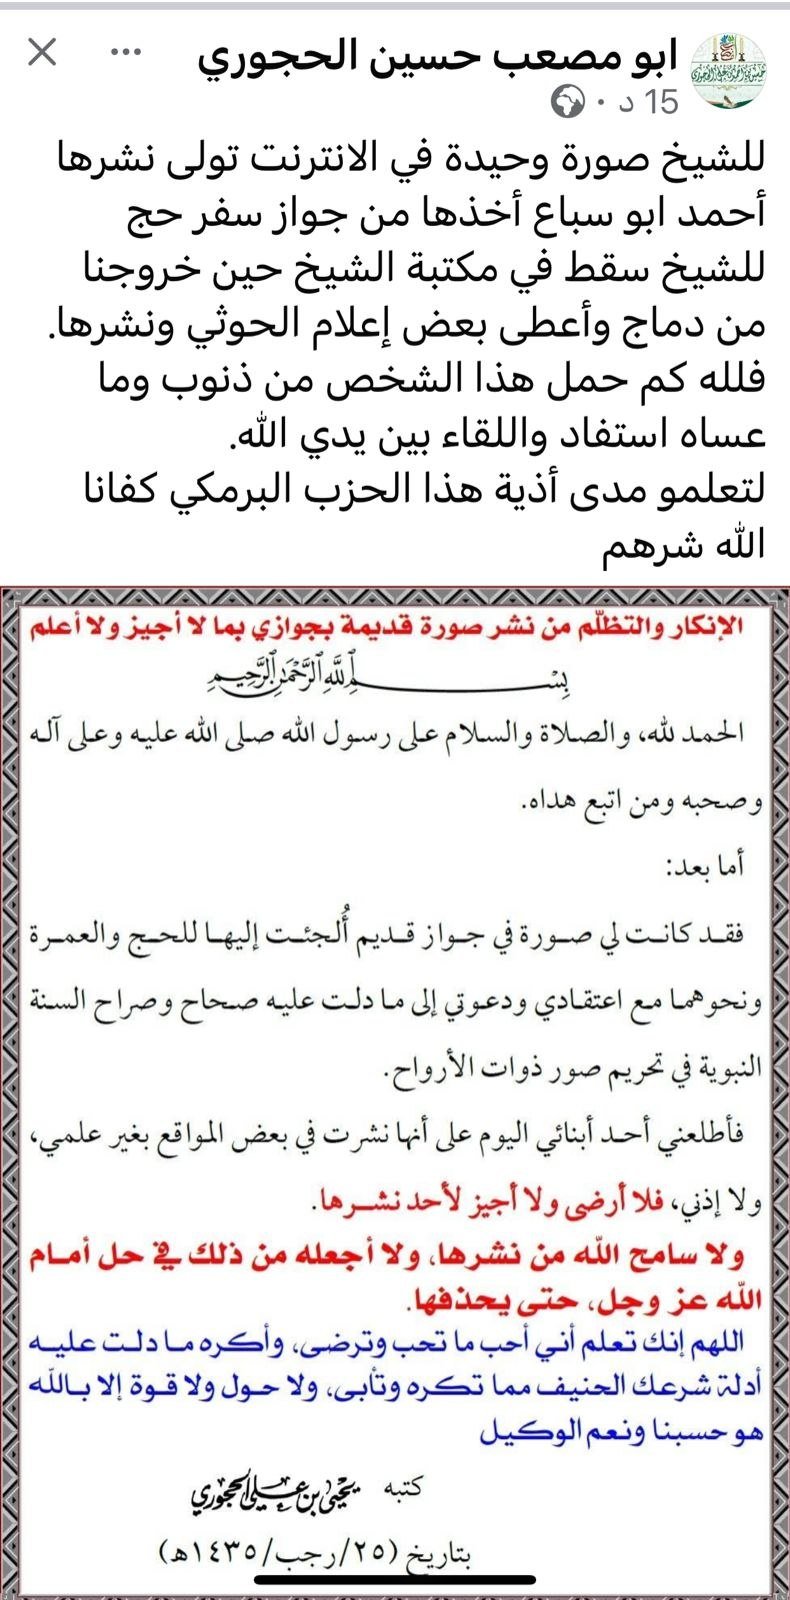 ابو مصعب حسين الحجوري
15 د
للشيخ صورة وحيدة في الانترنت تولى نشرها
أحمد ابو سباع أخذها من جواز سفر حج
للشيخ سقط في مكتبة الشيخ حين خروجنا
من دماج وأعطى بعض إعلام الحوثي ونشرها.
فلله كم حمل هذا الشخص من ذنوب وما
عساه استفاد واللقاء بين يدي الله.
لتعلمو مدى أذية هذا الحزب البرمكي كفانا
الله شرهم
الإنكار والتظلّم من نشر صورة قديمة بجوازي بما لا أجيز ولا أعلم
بسم الله الرحمن الرحيم
الحمد لله، والصلاة والسلام على رسول الله صلى الله عليه وعلى آله
وصحبه ومن اتبع هداه.
أما بعد:
فقد كانت لي صورة في جواز قديم أُلجئت إليها للحج والعمرة
ونحوهما مع اعتقادي ودعوتي إلى ما دلت عليه صحاح وصراح السنة
النبوية في تحريم صور ذوات الأرواح.
فأطلعني أحد أبنائي اليوم على أنها نشرت في بعض المواقع بغير علمي،
ولا إذني، فلا أرضى ولا أجيز لأحد نشرها.
ولا سامح الله من نشرها، ولا أجعله من ذلك في حل أمام
الله عز وجل، حتى يحذفها.
اللهم إنك تعلم أني أحب ما تحب وترضى، وأكره ما دلت عليه
أدلة شرعك الحنيف مما تكره وتأبى، ولا حول ولا قوة إلا بالله
هو حسبنا ونعم الوكيل
كتبه يحيى بن علي الحجوري
بتاريخ (٢٥/رجب/١٤٣٥هـ)